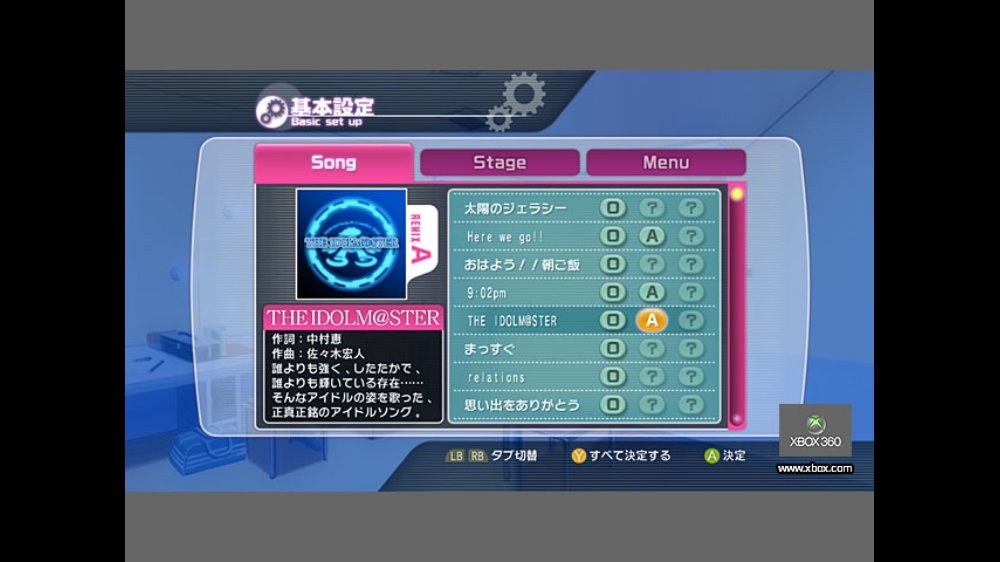 基本設定
Basic set up
Song
Stage
Menu
THE IDOLM@STER
REMIX A
THE IDOLM@STER
作詞：中村恵
作曲：佐々木宏人
誰よりも強く、したたかで、
誰よりも輝いている存在……
そんなアイドルの姿を歌った、
正真正銘のアイドルソング。
太陽のジェラシー O ? ?
Here we go!! O A ?
おはよう！！朝ご飯 O ? ?
9:02pm O A ?
THE IDOLM@STER O A ?
まっすぐ O ? ?
relations O ? ?
思い出をありがとう O ? ?
LB RB タブ切替
Y すべて決定する
A 決定
XBOX 360
www.xbox.com